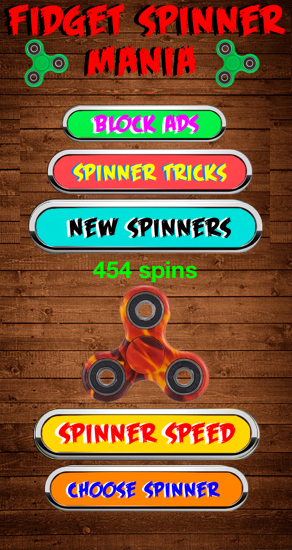 FIDGET SPINNER
MANIA
BLOCK ADS
SPINNER TRICKS
NEW SPINNERS
454 spins
SPINNER SPEED
CHOOSE SPINNER